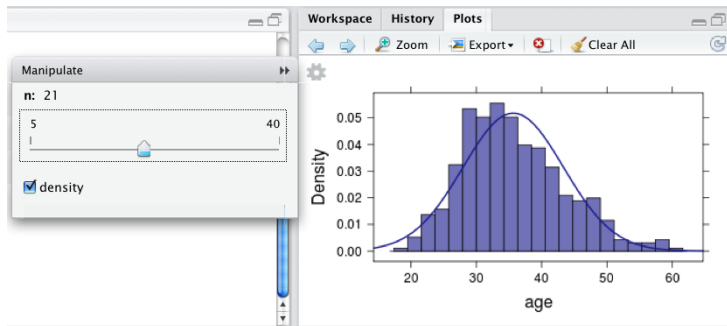 Workspace History Plots
Zoom Export Clear All
Manipulate
n: 21
5 40
density
0.05
0.04
0.03
0.02
0.01
0.00
Density
20 30 40 50 60
age